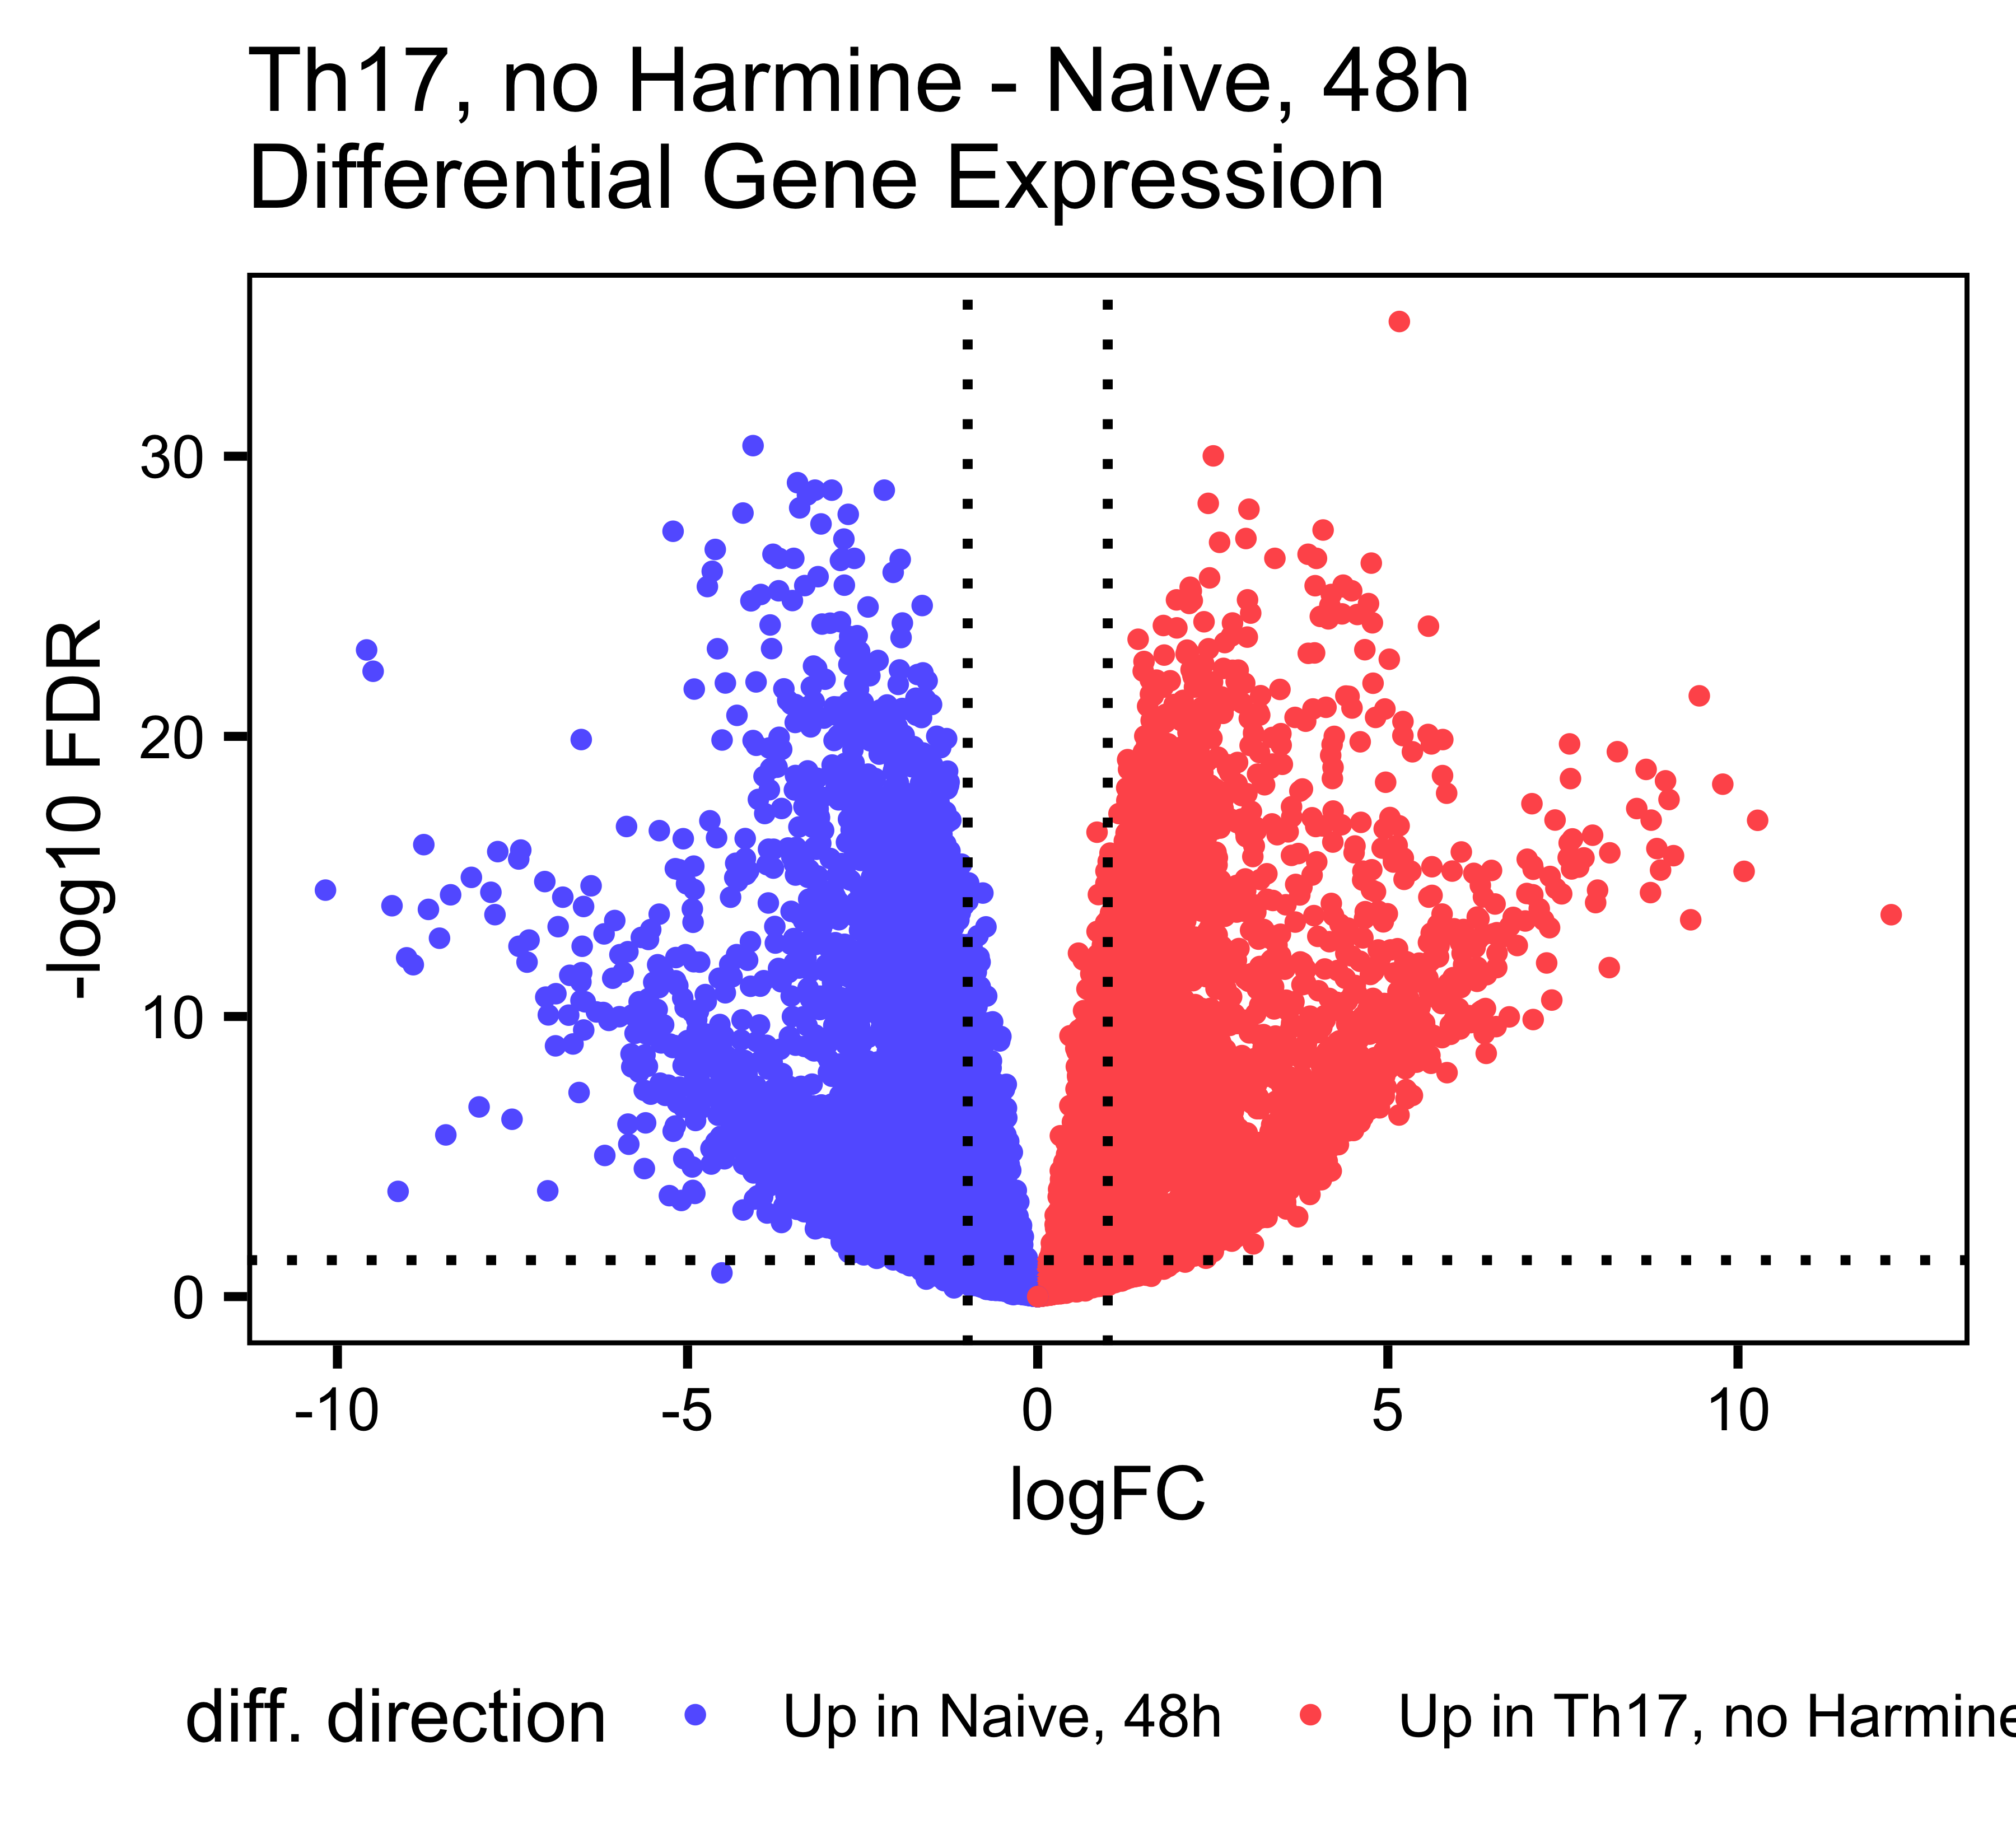 Th17, no Harmine - Naive, 48h
Differential Gene Expression
-log10 FDR
30
20
10
0
-10 -5 0 5 10
logFC
diff. direction Up in Naive, 48h Up in Th17, no Harmine